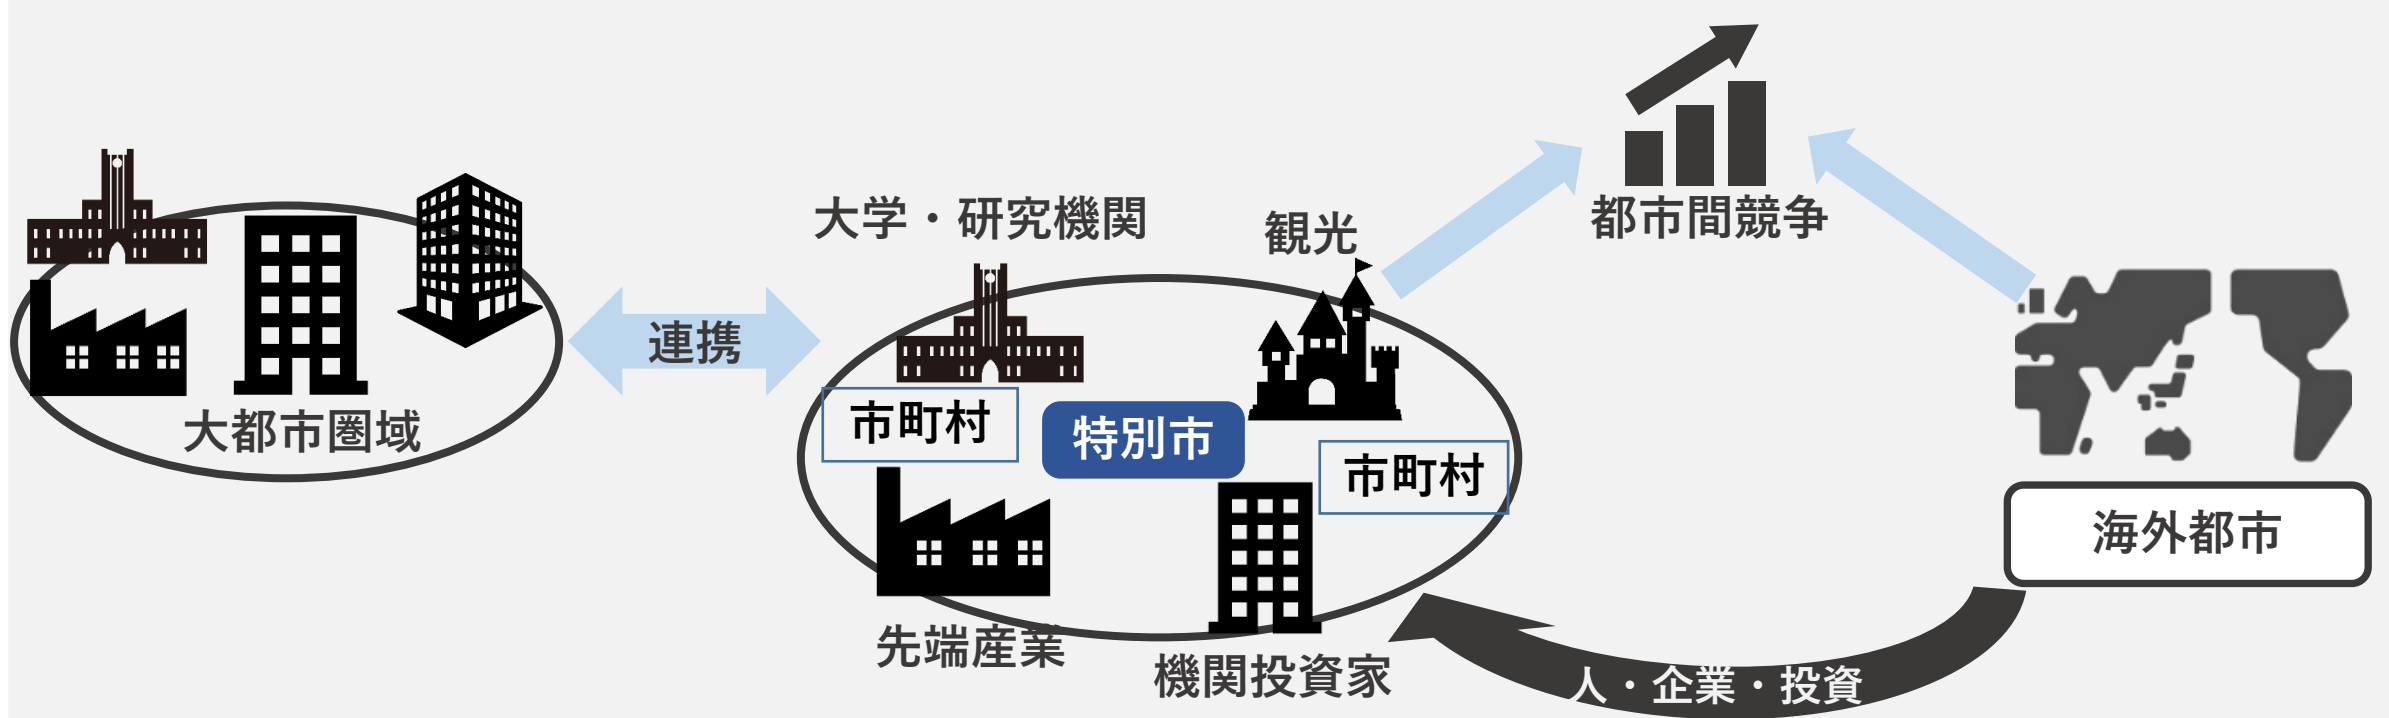 大都市圏域
連携
大学・研究機関
観光
市町村
特別市
市町村
先端産業
機関投資家
都市間競争
海外都市
人・企業・投資